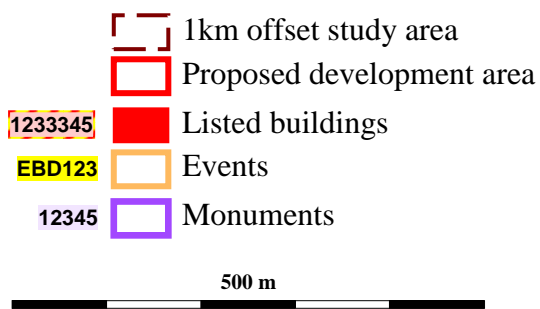 1km offset study area
Proposed development area
1233345 Listed buildings
EBD123 Events
12345 Monuments
500 m